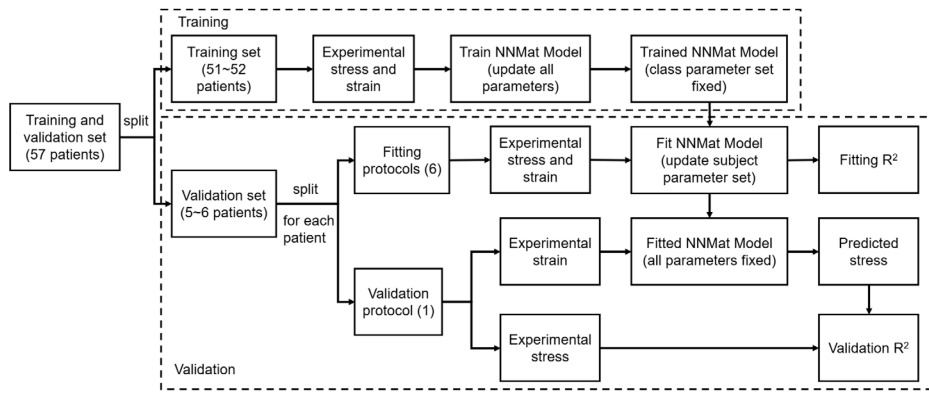 Training
Training set
(51~52
patients)
Experimental
stress and
strain
Train NNMat Model
(update all
parameters)
Trained NNMat Model
(class parameter set
fixed)
Training and
validation set
(57 patients)
split
Validation set
(5~6 patients)
split
for each
patient
Fitting
protocols (6)
Experimental
stress and
strain
Fit NNMat Model
(update subject
parameter set)
Fitting R²
Experimental
strain
Fitted NNMat Model
(all parameters fixed)
Predicted
stress
Validation
protocol (1)
Experimental
stress
Validation R²
Validation